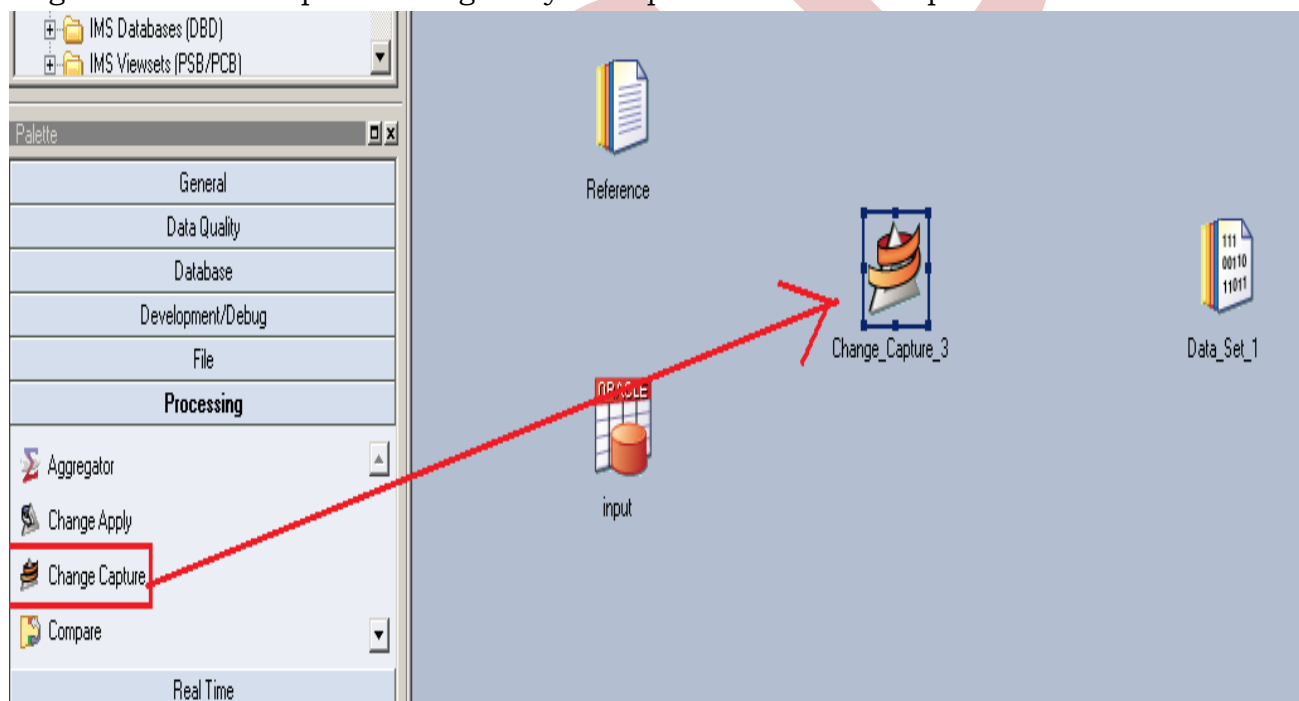 IMS Databases (DBD)
IMS Viewsets (PSB/PCB)
Palette
General
Data Quality
Database
Development/Debug
File
Processing
Aggregator
Change Apply
Change Capture
Compare
Real Time
Reference
Change_Capture_3
111
00110
11011
Data_Set_1
ORACLE
input